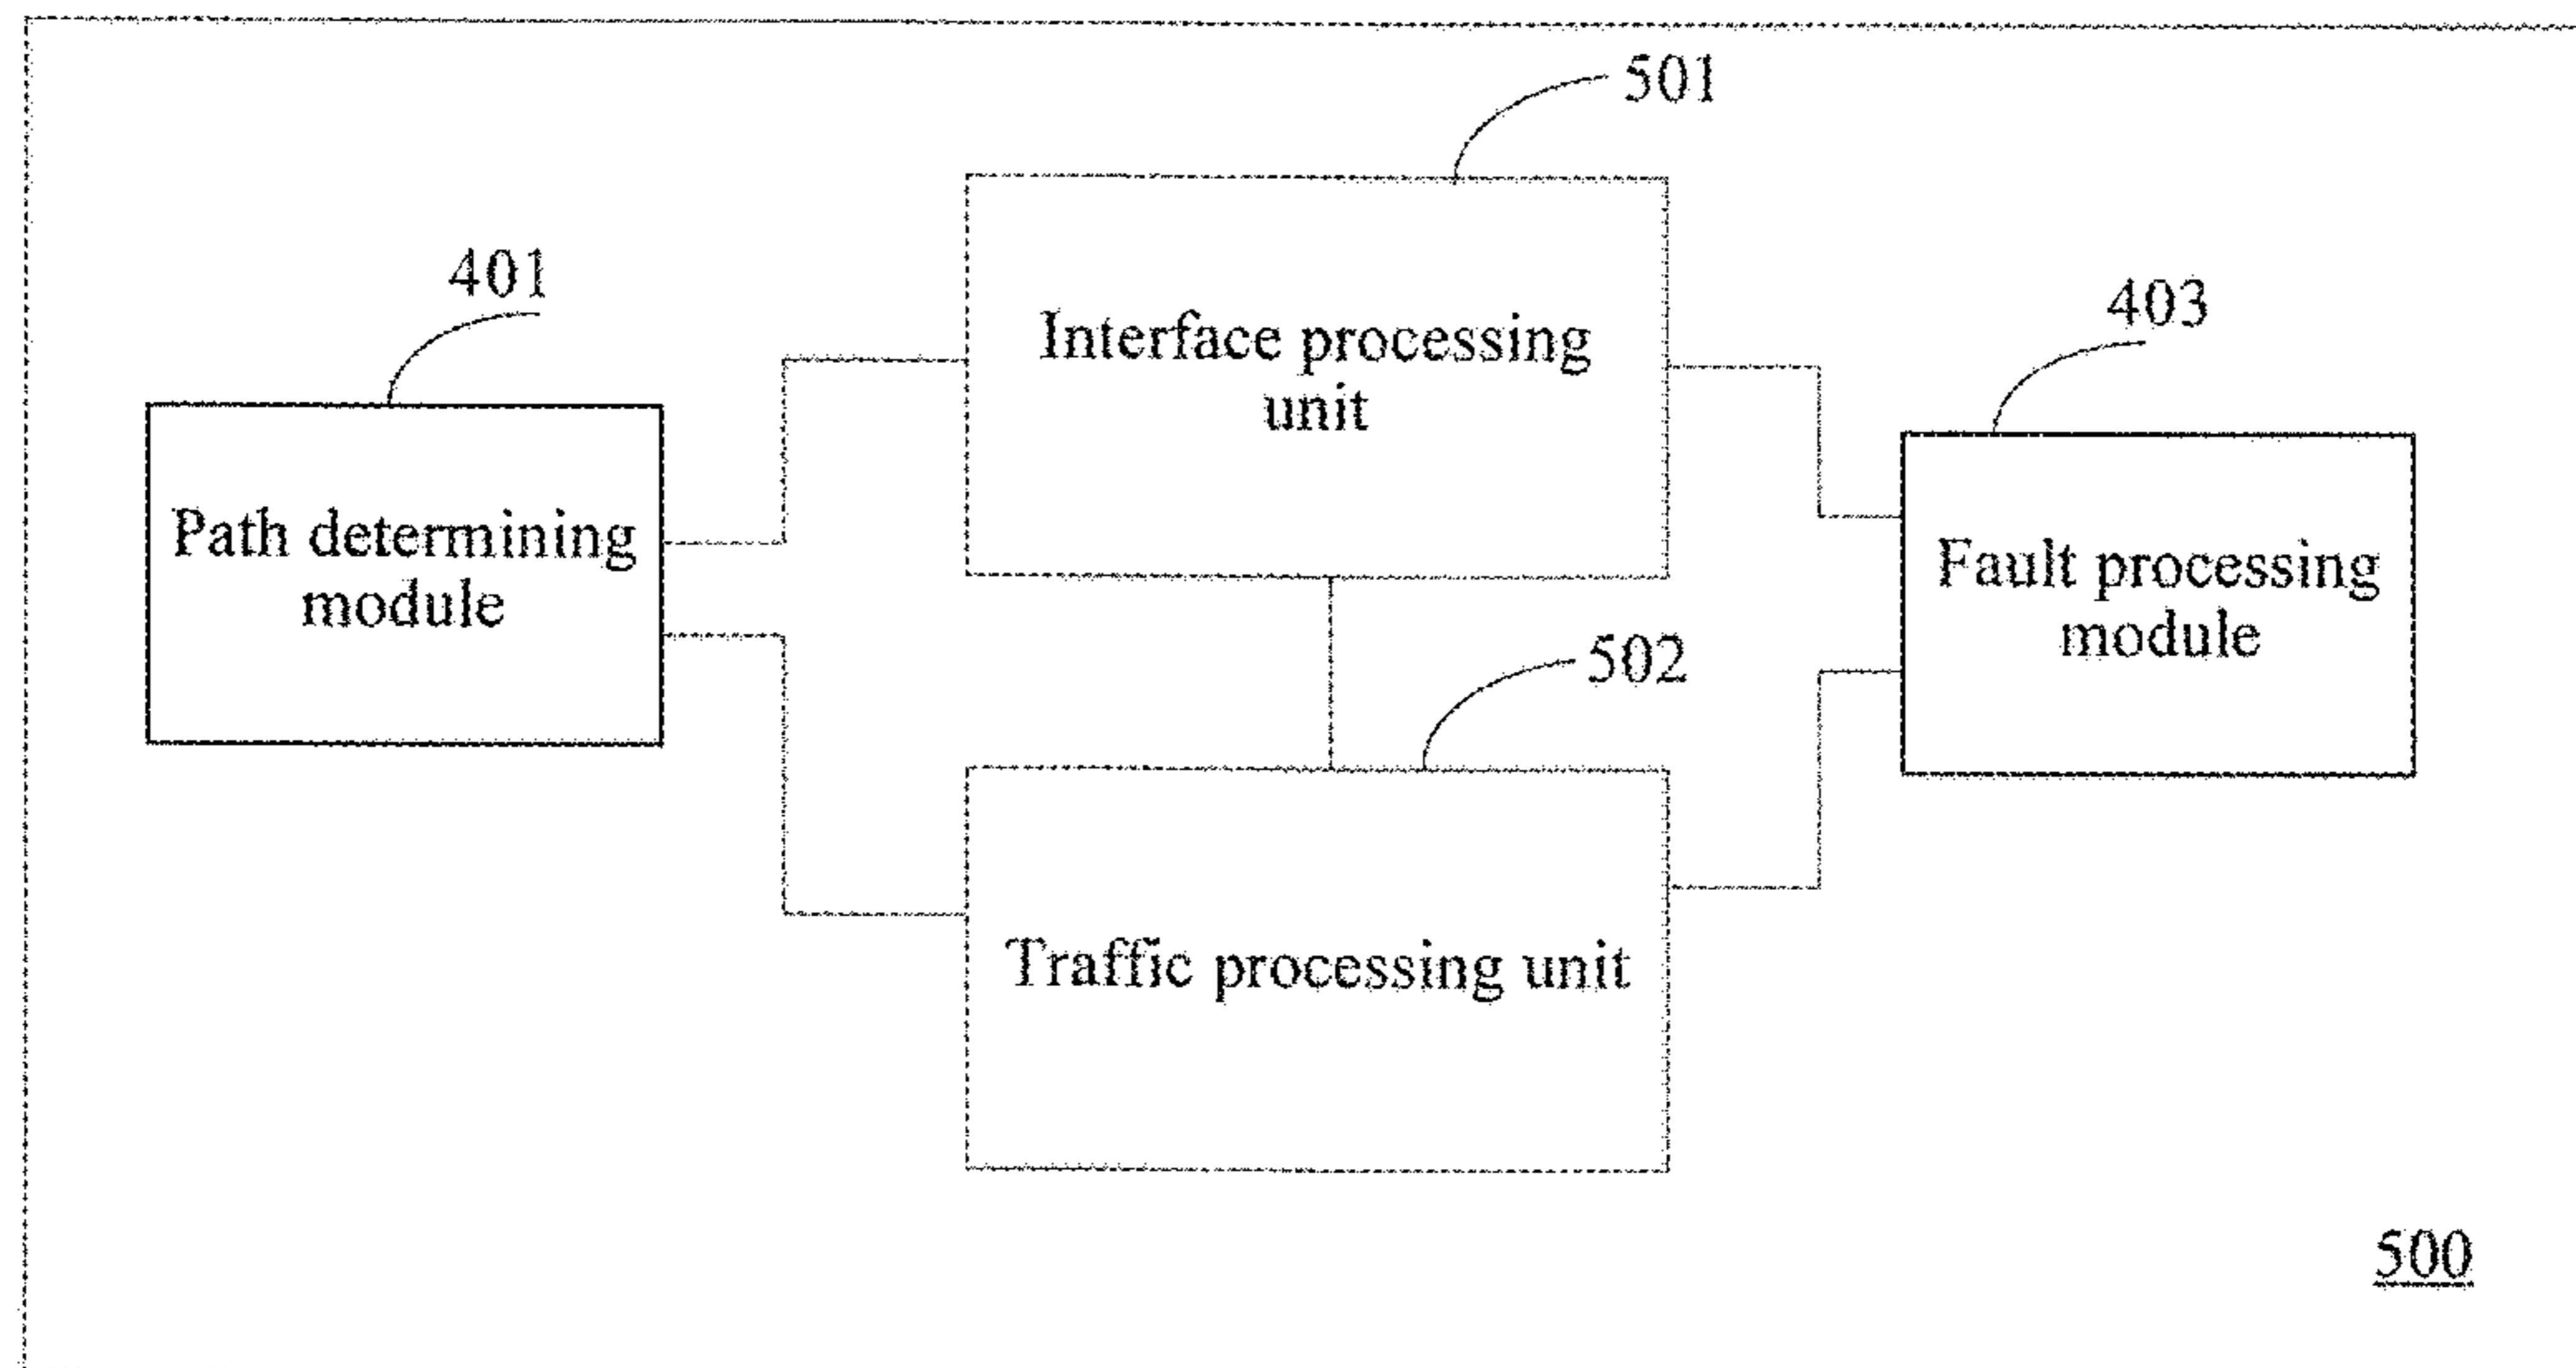 501
401
Interface processing
unit
403
Path determining
module
Fault processing
module
502
Traffic processing unit
500